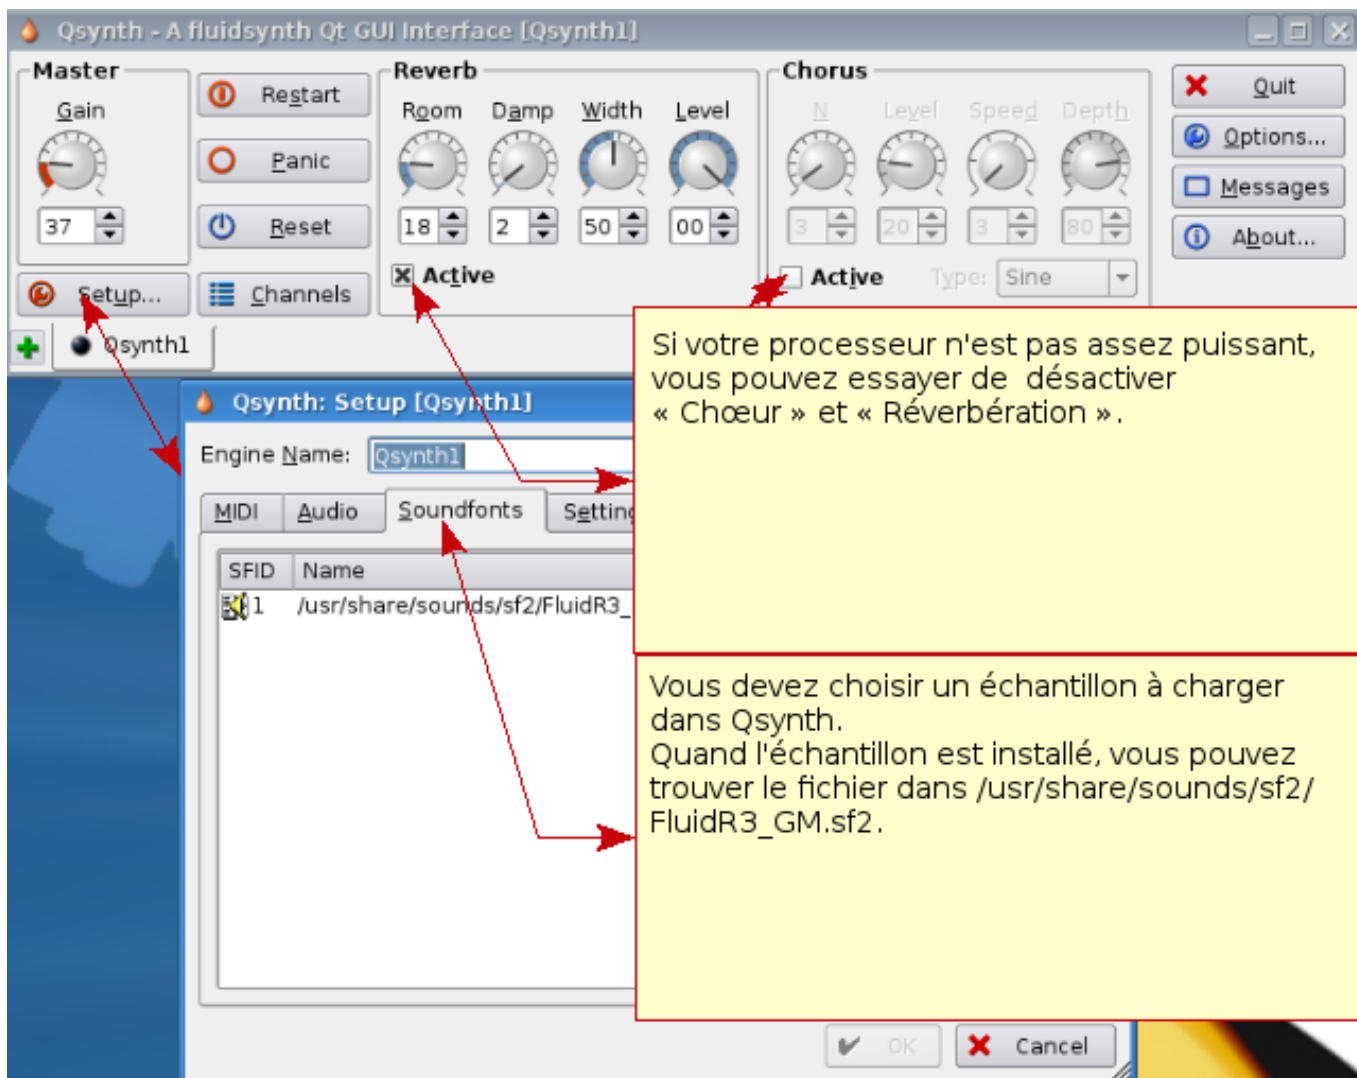 Qsynth - A fluidsynth Qt GUI Interface [Qsynth1]
Master
Reverb
Chorus
Gain
Restart
Room Damp Width Level
N Level Speed Depth
Quit
Panic
Options...
37
Reset
18 2 50 00
3 20 3 80
Messages
Active
Active Type: Sine
About...
Setup...
Channels
Qsynth1
Si votre processeur n'est pas assez puissant,
vous pouvez essayer de désactiver
« Chœur » et « Réverbération ».
Qsynth: Setup [Qsynth1]
Engine Name: Qsynth1
MIDI Audio Soundfonts Setting
SFID Name
1 /usr/share/sounds/sf2/FluidR3_
Vous devez choisir un échantillon à charger
dans Qsynth.
Quand l'échantillon est installé, vous pouvez
trouver le fichier dans /usr/share/sounds/sf2/
FluidR3_GM.sf2.
OK Cancel